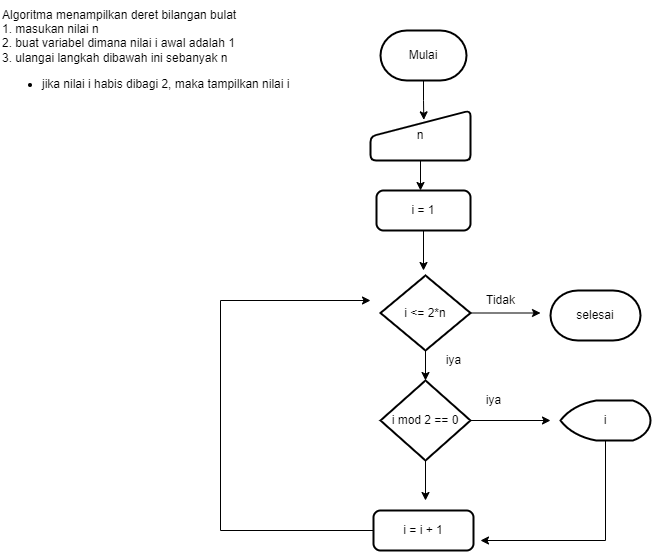 Algoritma menampilkan deret bilangan bulat
1. masukan nilai n
2. buat variabel dimana nilai i awal adalah 1
3. ulangai langkah dibawah ini sebanyak n
• jika nilai i habis dibagi 2, maka tampilkan nilai i
Mulai
n
i = 1
i <= 2*n
Tidak
selesai
iya
i mod 2 == 0
iya
i
i = i + 1